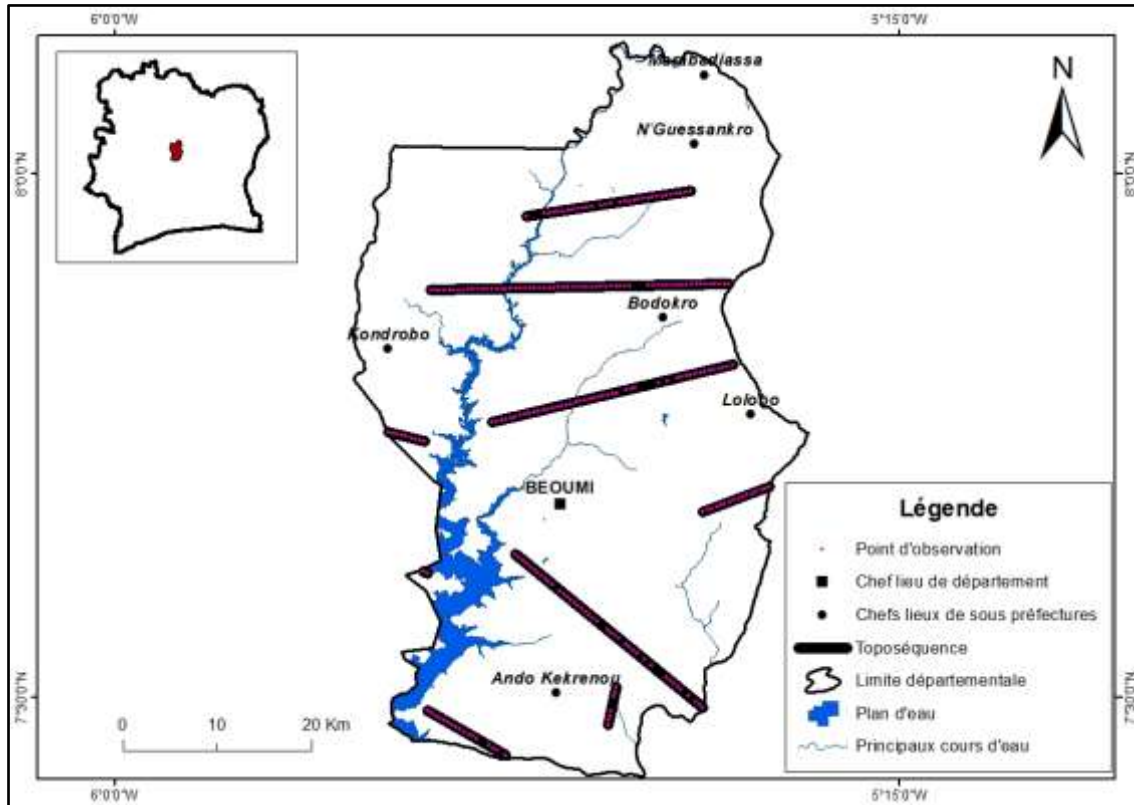 6°0'0"W
5°15'0"W
N
Mambadiassa
N'Guessankro
8°0'0"N
8°0'0"N
Bodokro
Kondrobo
Lolobo
BEOUMI
Légende
Point d'observation
Chef lieu de département
Chefs lieux de sous préfectures
Toposéquence
Limite départementale
Plan d'eau
Principaux cours d'eau
Ando Kekrenou
7°30'0"N
7°30'0"N
0 10 20 Km
6°0'0"W
5°15'0"W